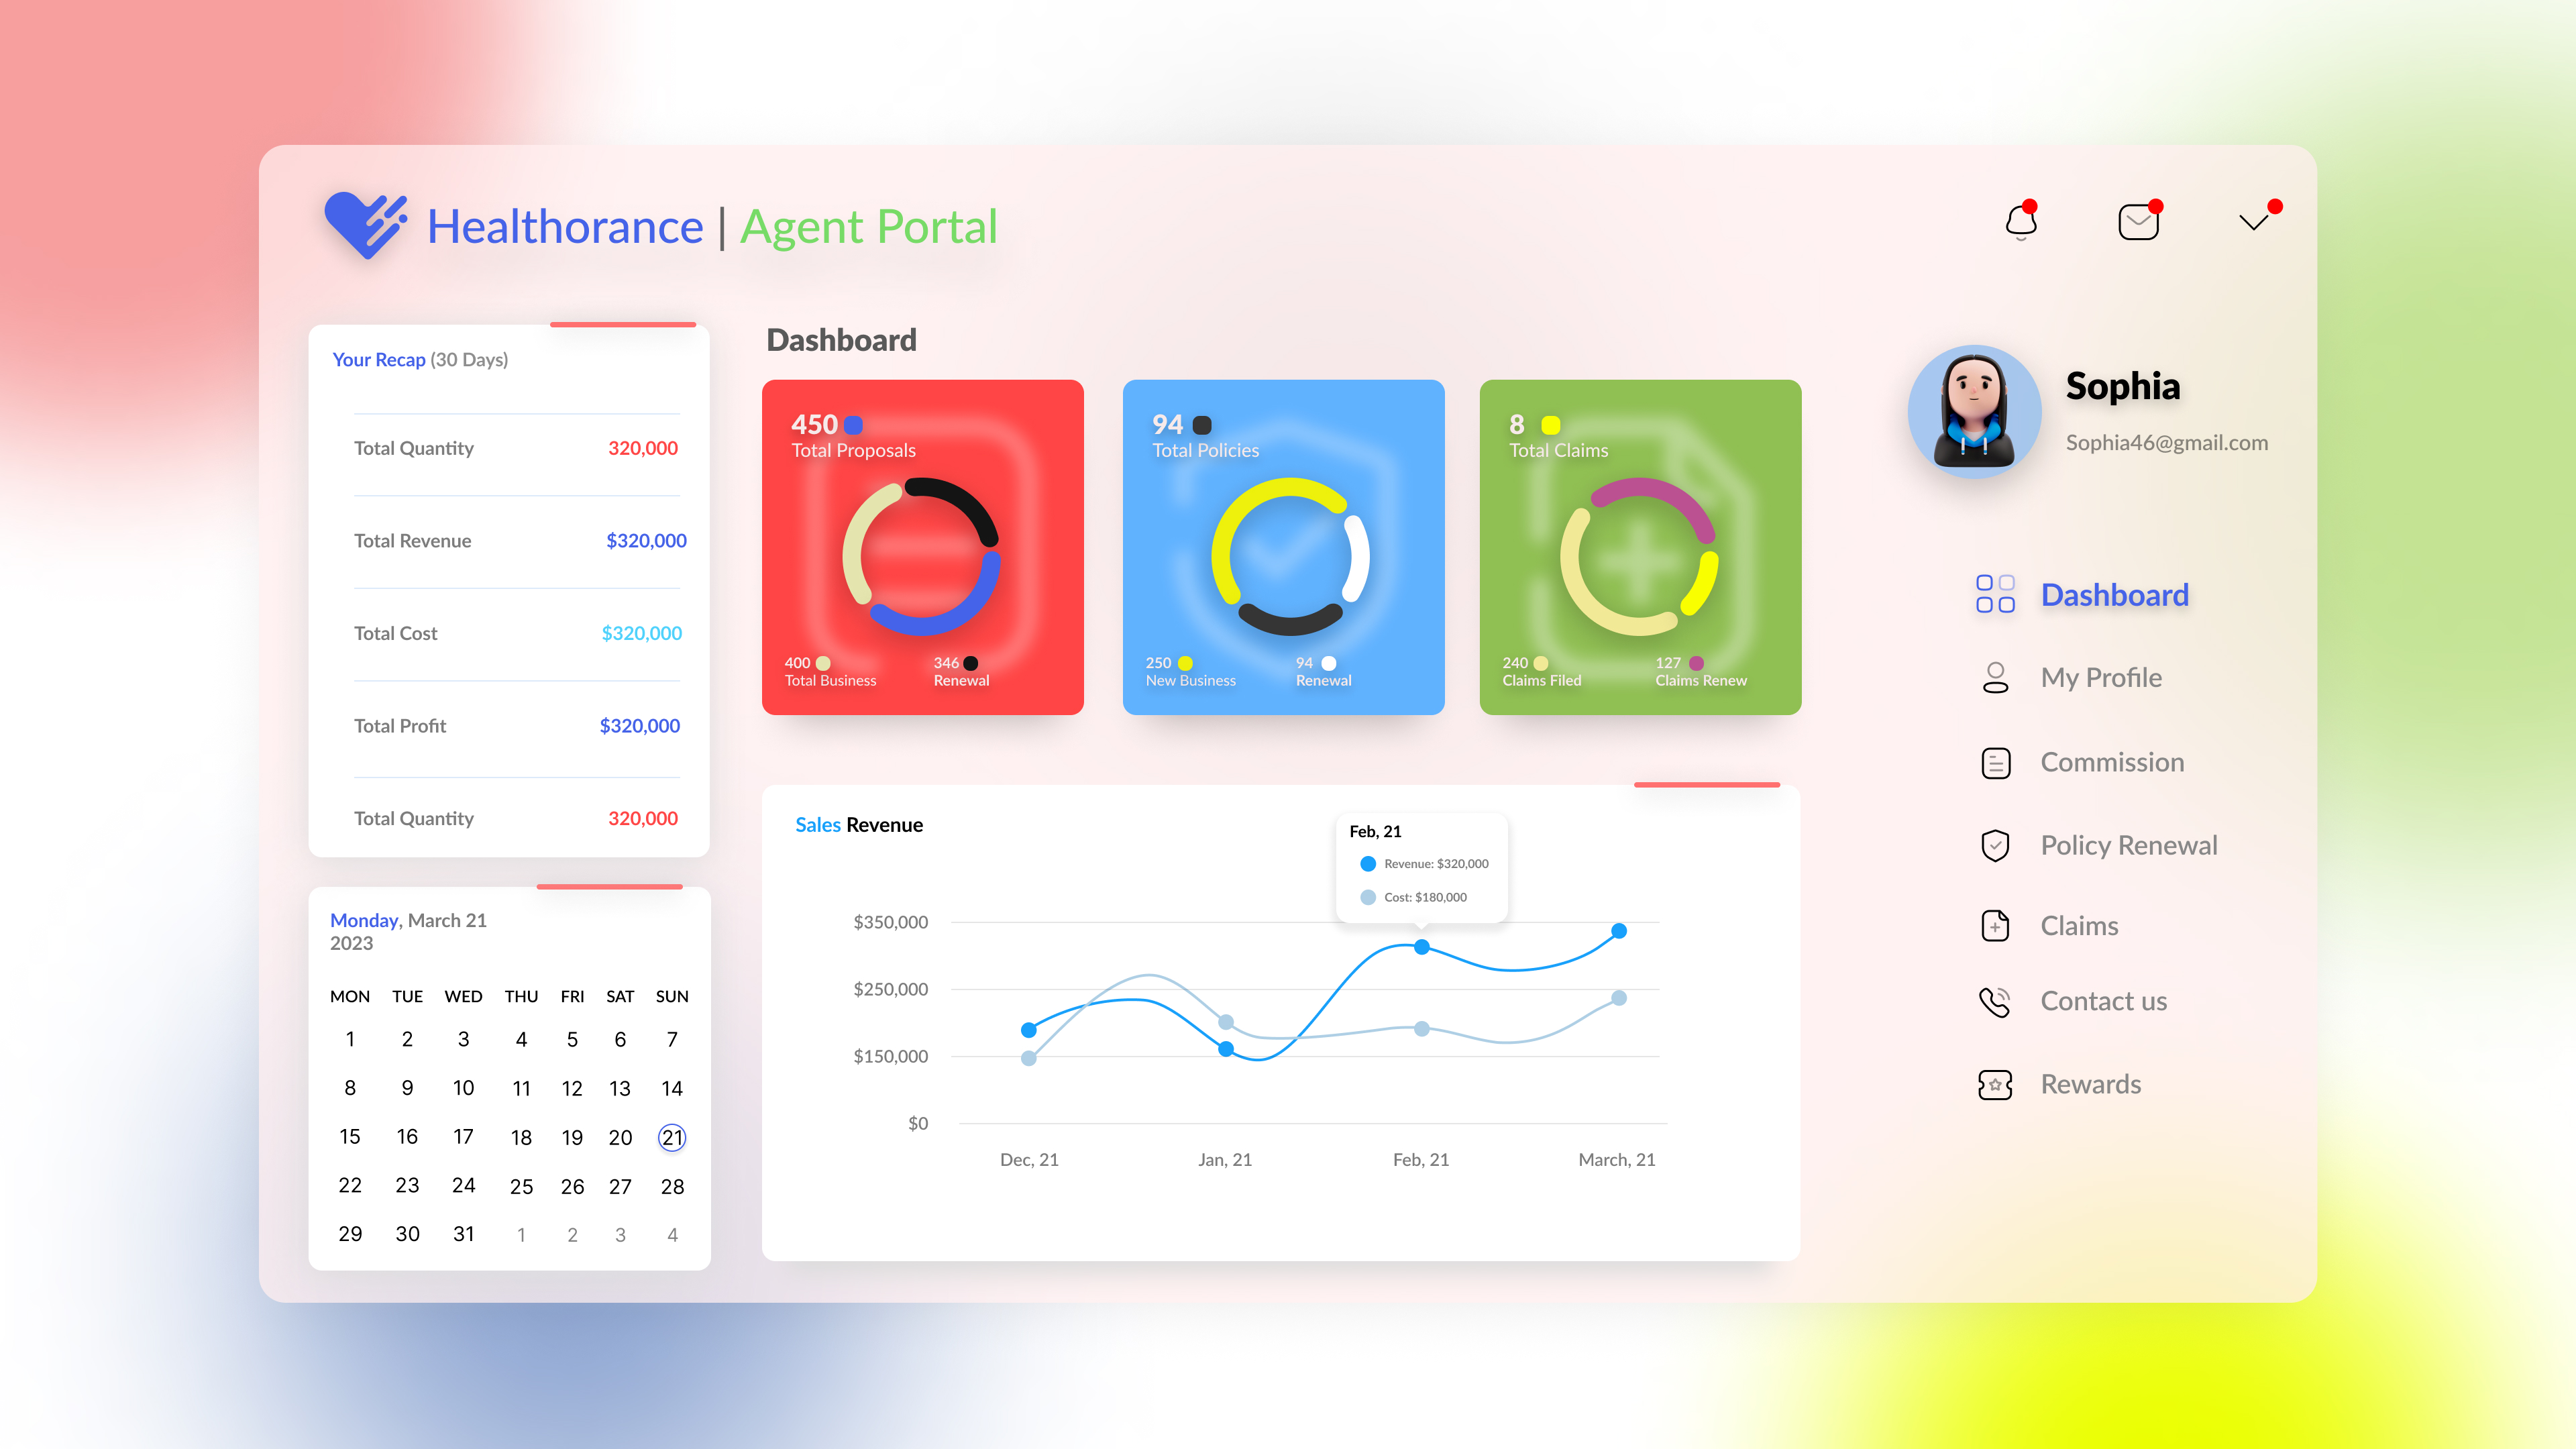 Healthorance | Agent Portal
Your Recap (30 Days)
Total Quantity 320,000
Total Revenue $320,000
Total Cost $320,000
Total Profit $320,000
Total Quantity 320,000
Monday, March 21
2023
MON TUE WED THU FRI SAT SUN
1 2 3 4 5 6 7
8 9 10 11 12 13 14
15 16 17 18 19 20 21
22 23 24 25 26 27 28
29 30 31 1 2 3 4
Dashboard
450
Total Proposals
400 346
Total Business Renewal
94
Total Policies
250 94
New Business Renewal
8
Total Claims
240 127
Claims Filed Claims Renew
Sales Revenue
Feb, 21
Revenue: $320,000
Cost: $180,000
$350,000
$250,000
$150,000
$0
Dec, 21 Jan, 21 Feb, 21 March, 21
Sophia
Sophia46@gmail.com
Dashboard
My Profile
Commission
Policy Renewal
Claims
Contact us
Rewards